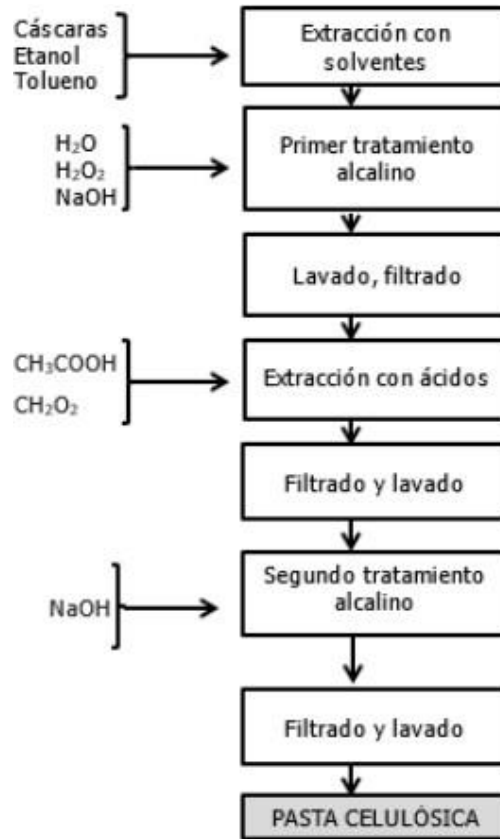 Cáscaras
Etanol
Tolueno
Extracción con
solventes
H₂O
H₂O₂
NaOH
Primer tratamiento
alcalino
Lavado, filtrado
CH₃COOH
CH₂O₂
Extracción con ácidos
Filtrado y lavado
NaOH
Segundo tratamiento
alcalino
Filtrado y lavado
PASTA CELULÓSICA